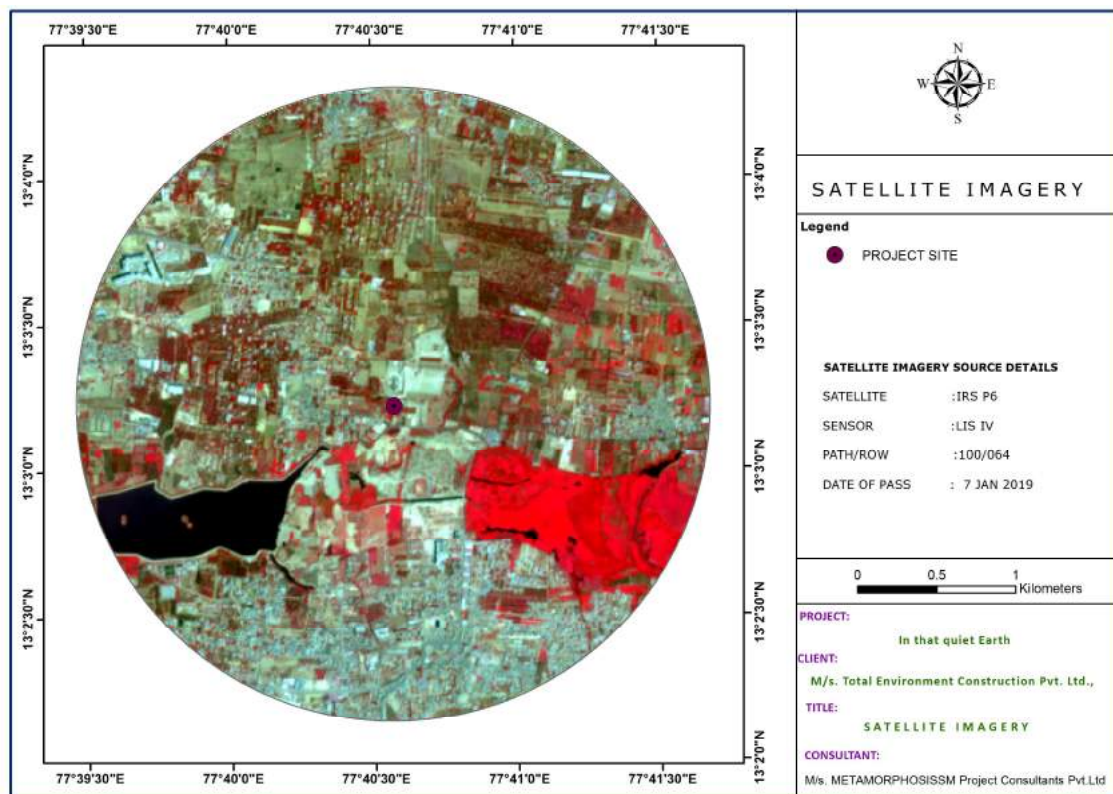 77°39'30"E 77°40'0"E 77°40'30"E 77°41'0"E 77°41'30"E
13°4'0"N 13°4'0"N
13°3'30"N 13°3'30"N
13°3'0"N 13°3'0"N
13°2'30"N 13°2'30"N
13°2'0"N
77°39'30"E 77°40'0"E 77°40'30"E 77°41'0"E 77°41'30"E
N
W E
S
SATELLITE IMAGERY
Legend
PROJECT SITE
SATELLITE IMAGERY SOURCE DETAILS
SATELLITE :IRS P6
SENSOR :LIS IV
PATH/ROW :100/064
DATE OF PASS : 7 JAN 2019
0 0.5 1
Kilometers
PROJECT:
In that quiet Earth
CLIENT:
M/s. Total Environment Construction Pvt. Ltd.,
TITLE:
SATELLITE IMAGERY
CONSULTANT:
M/s. METAMORPHOSISSM Project Consultants Pvt.Ltd